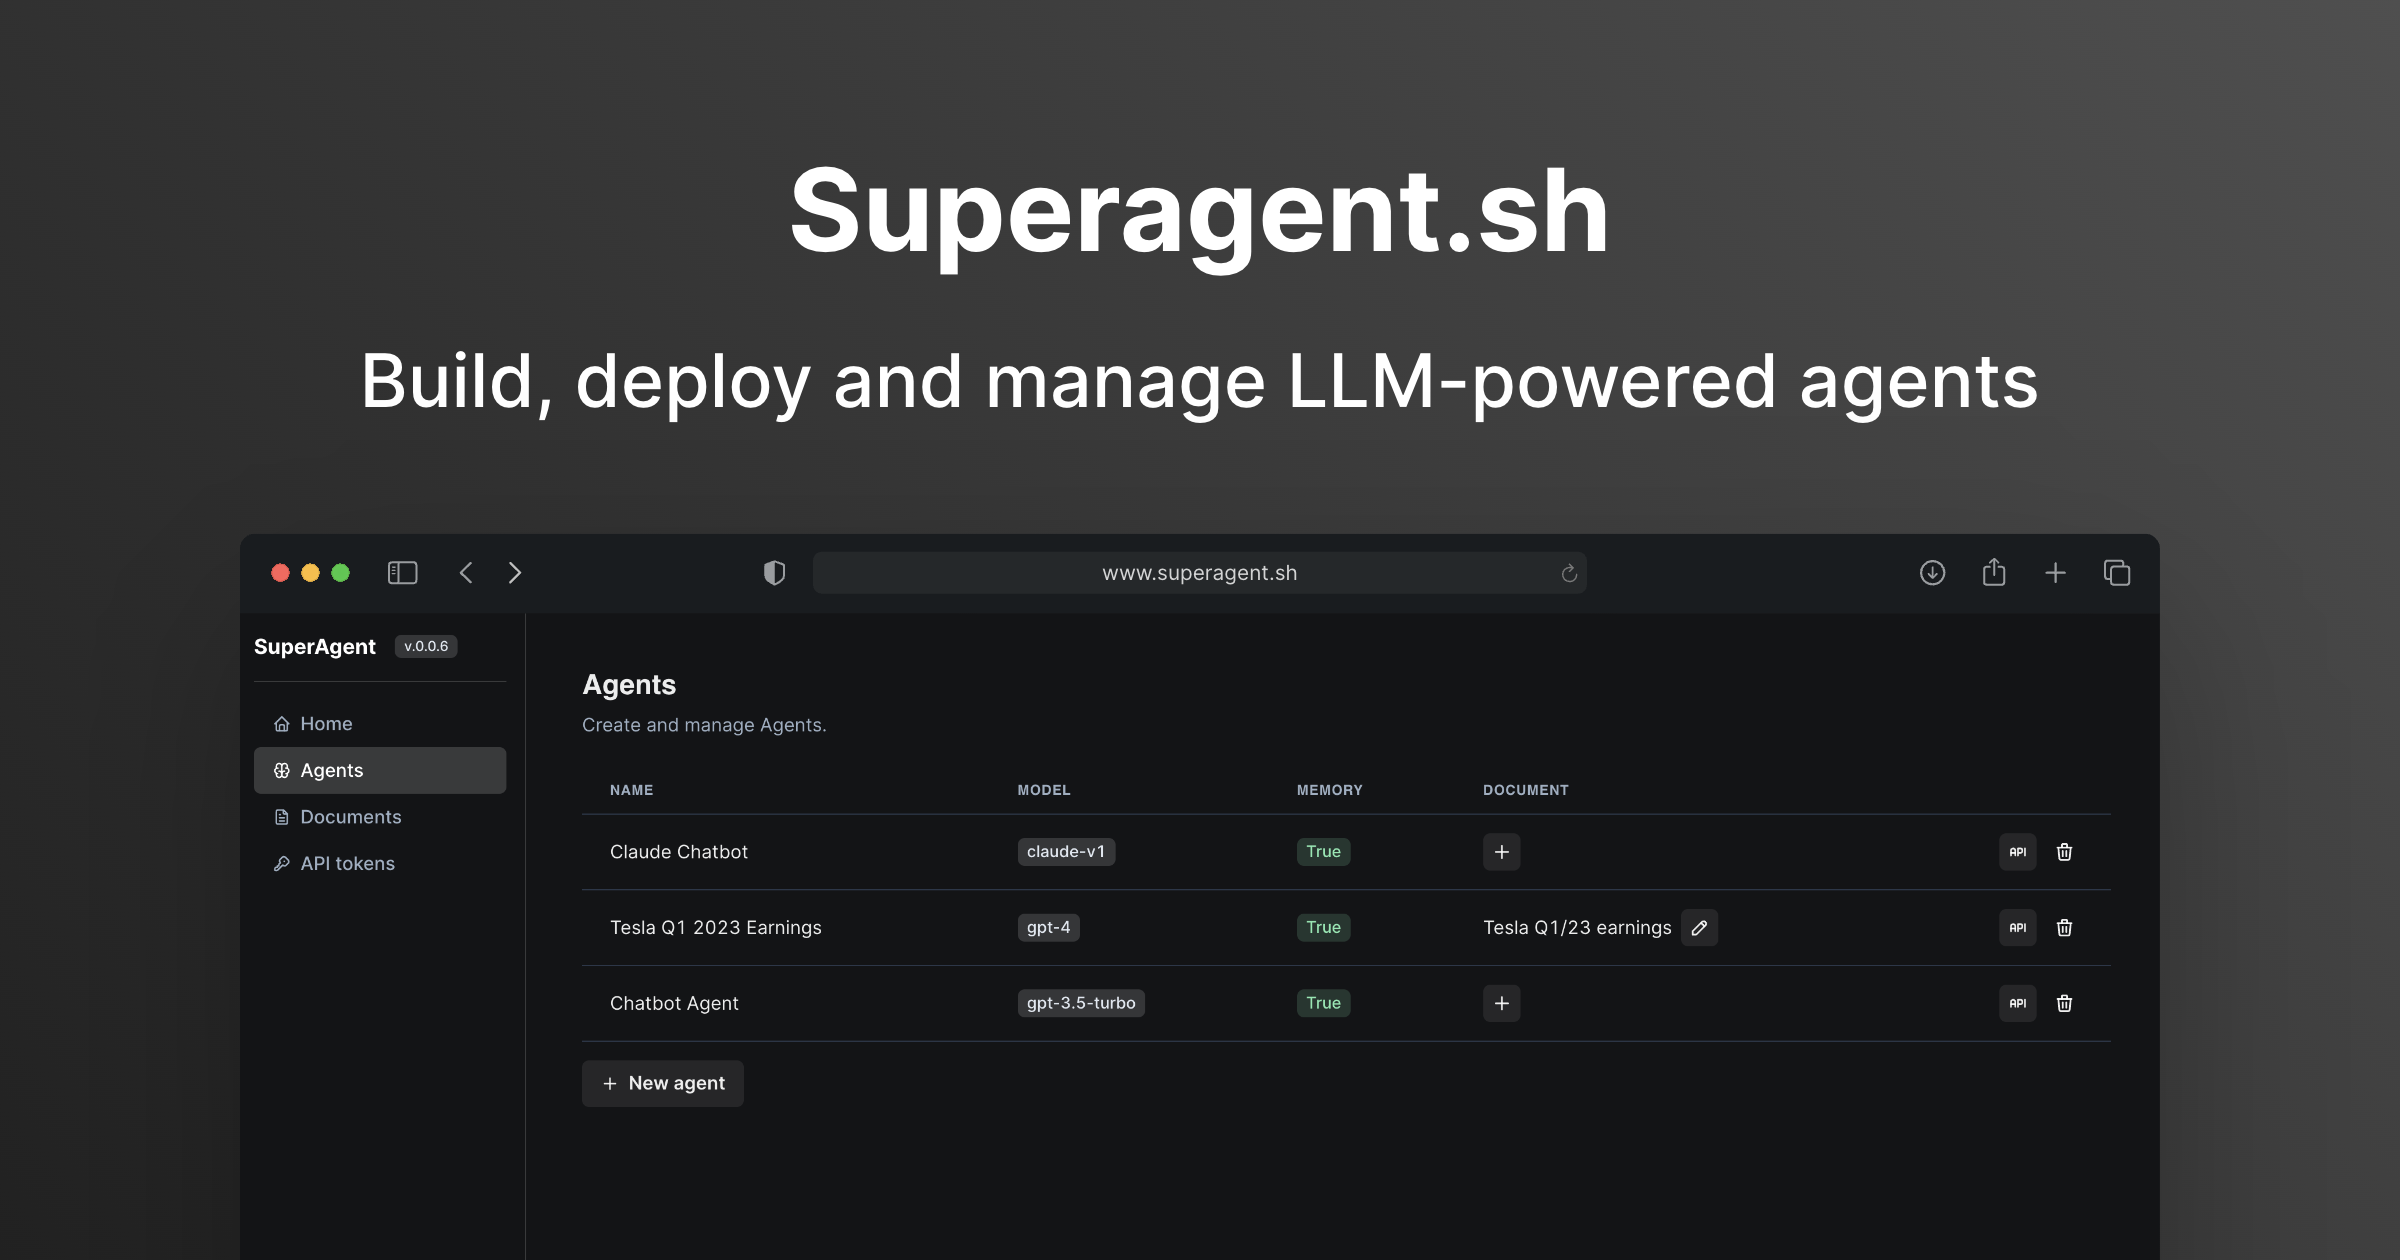 Superagent.sh
Build, deploy and manage LLM-powered agents
www.superagent.sh
SuperAgent v.0.0.6
Home
Agents
Documents
API tokens
Agents
Create and manage Agents.
NAME MODEL MEMORY DOCUMENT
Claude Chatbot claude-v1 True + API
Tesla Q1 2023 Earnings gpt-4 True Tesla Q1/23 earnings API
Chatbot Agent gpt-3.5-turbo True + API
+ New agent